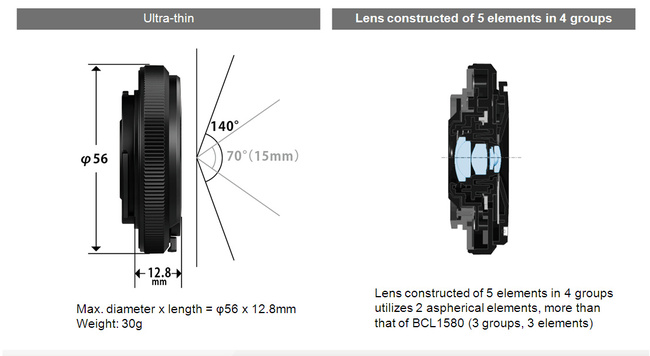 Ultra-thin
Lens constructed of 5 elements in 4 groups
140°
φ56
70°(15mm)
12.8
mm
Max. diameter x length = φ56 x 12.8mm
Weight: 30g
Lens constructed of 5 elements in 4 groups
utilizes 2 aspherical elements, more than
that of BCL1580 (3 groups, 3 elements)